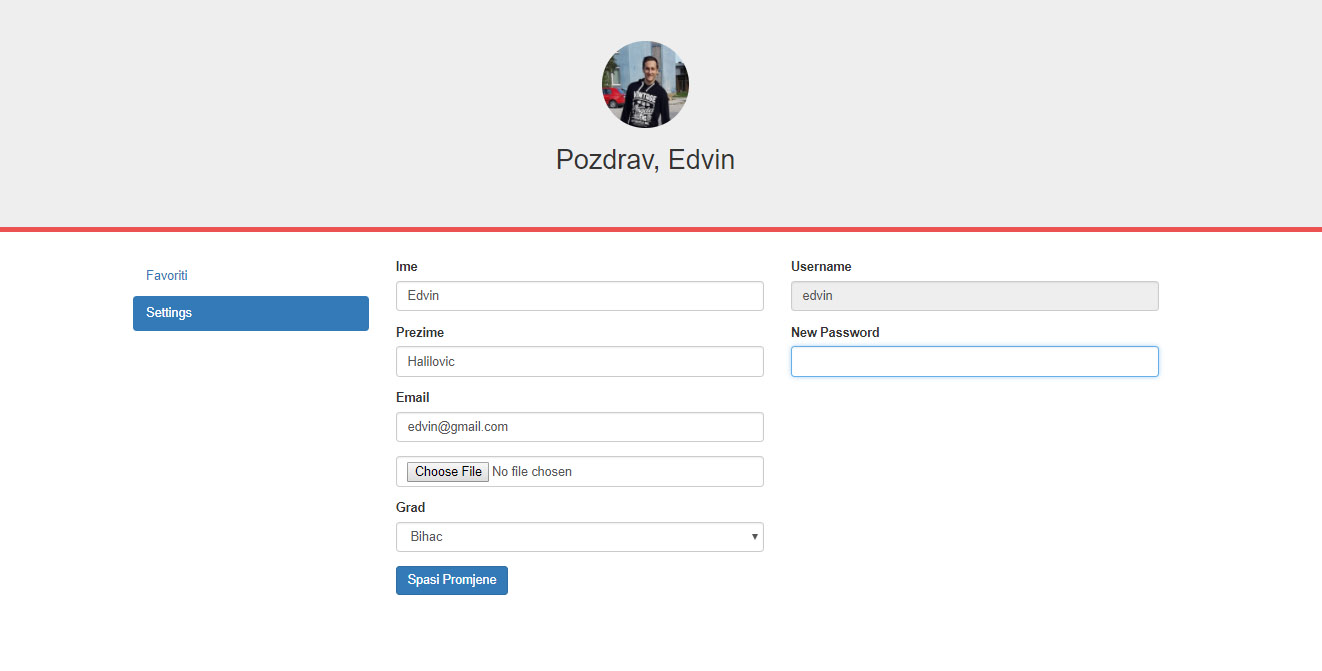 VINTAGE
Pozdrav, Edvin
Favoriti
Settings
Ime
Edvin
Prezime
Halilovic
Email
edvin@gmail.com
Choose File No file chosen
Grad
Bihac
Spasi Promjene
Username
edvin
New Password